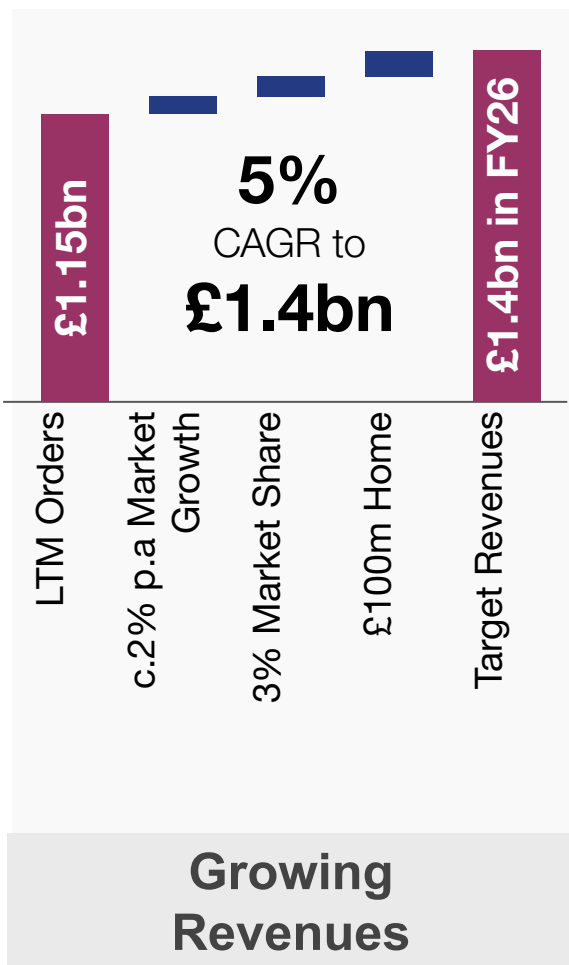 £1.15bn
5%
CAGR to
£1.4bn
£1.4bn in FY26
LTM Orders
c.2% p.a Market
Growth
3% Market Share
£100m Home
Target Revenues
Growing
Revenues